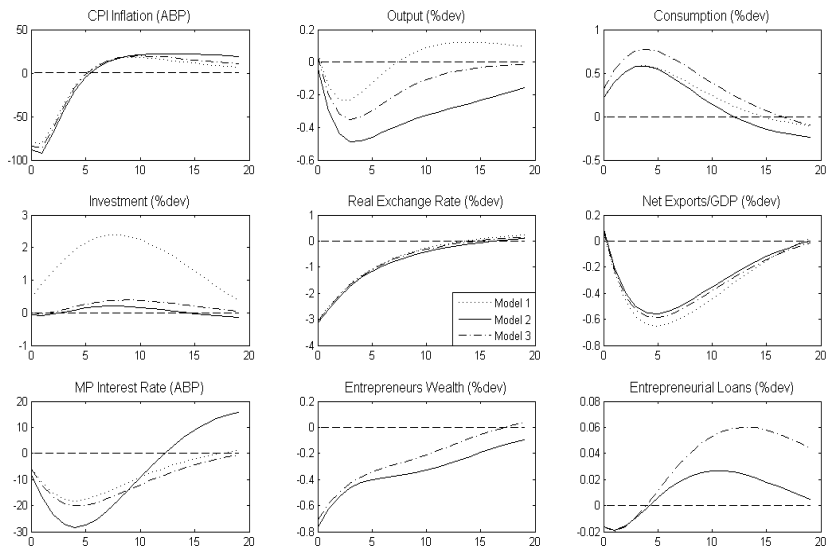 CPI Inflation (ABP)
50
0
-50
-100
0 5 10 15 20
Output (%dev)
0.2
0
-0.2
-0.4
-0.6
0 5 10 15 20
Consumption (%dev)
1
0.5
0
-0.5
0 5 10 15 20
Investment (%dev)
3
2
1
0
-1
0 5 10 15 20
Real Exchange Rate (%dev)
1
0
-1
-2
-3
-4
0 5 10 15 20
Model 1
Model 2
Model 3
Net Exports/GDP (%dev)
0.2
0
-0.2
-0.4
-0.6
-0.8
0 5 10 15 20
MP Interest Rate (ABP)
20
10
0
-10
-20
-30
0 5 10 15 20
Entrepreneurs Wealth (%dev)
0.2
0
-0.2
-0.4
-0.6
-0.8
0 5 10 15 20
Entrepreneurial Loans (%dev)
0.08
0.06
0.04
0.02
0
-0.02
0 5 10 15 20